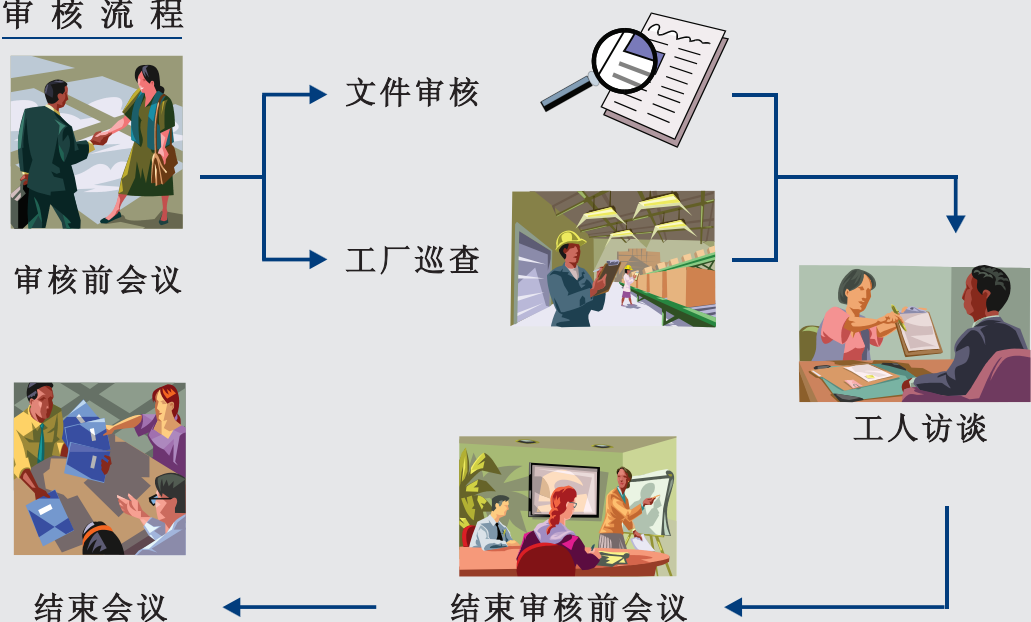 审核流程
审核前会议
文件审核
工厂巡查
工人访谈
结束审核前会议
结束会议